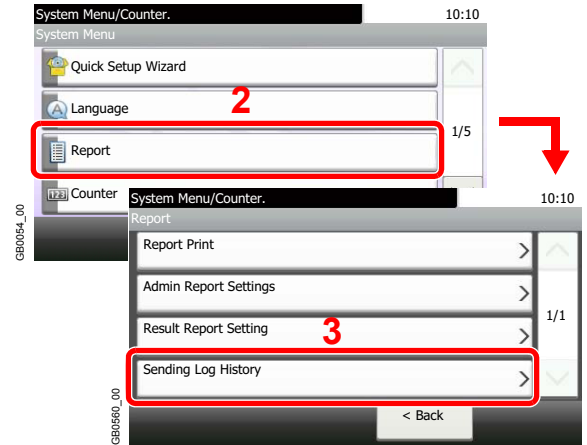 System Menu/Counter. 10:10
System Menu
Quick Setup Wizard
2
Language
1/5
Report
Counter
GB0054_00
System Menu/Counter. 10:10
Report
Report Print
Admin Report Settings
1/1
Result Report Setting
3
Sending Log History
< Back
GB0560_00